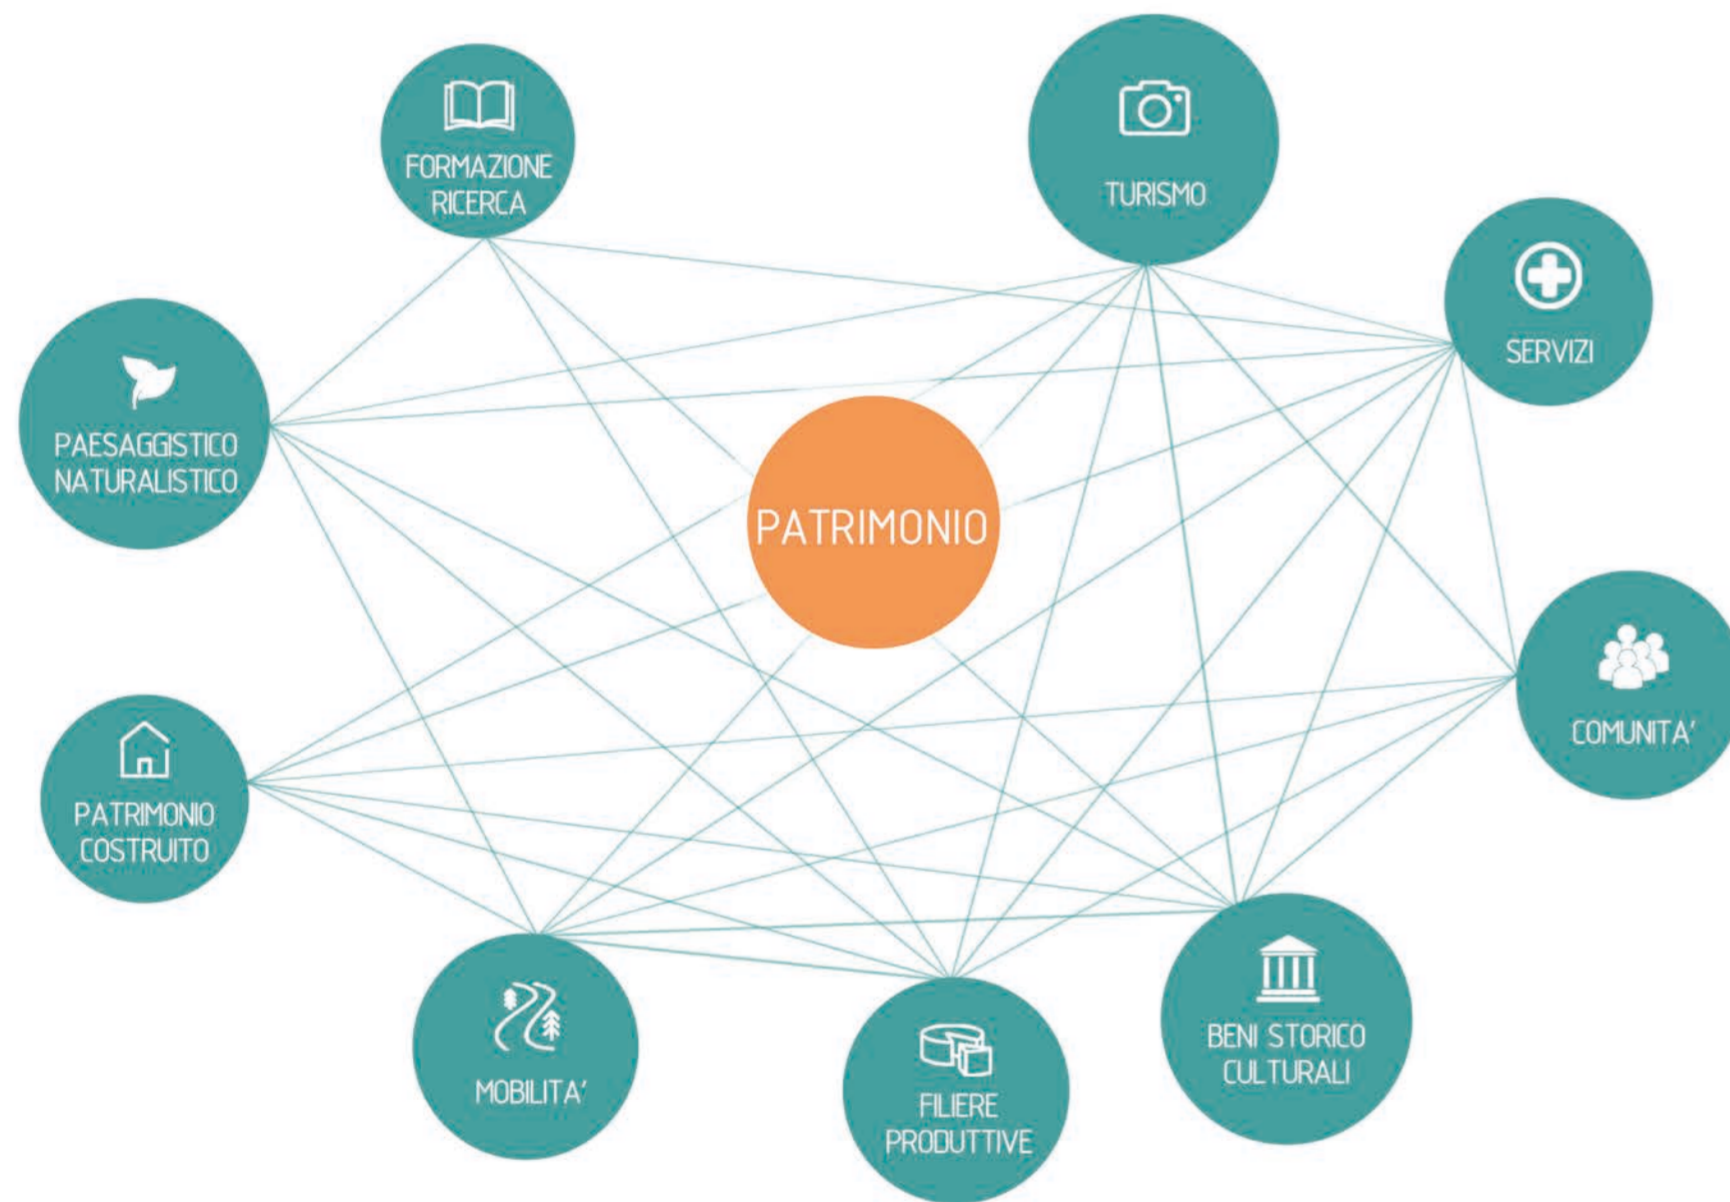 FORMAZIONE
RICERCA
TURISMO
SERVIZI
PAESAGGISTICO
NATURALISTICO
PATRIMONIO
COMUNITA'
PATRIMONIO
COSTRUITO
BENI STORICO
CULTURALI
MOBILITA'
FILIERE
PRODUTTIVE